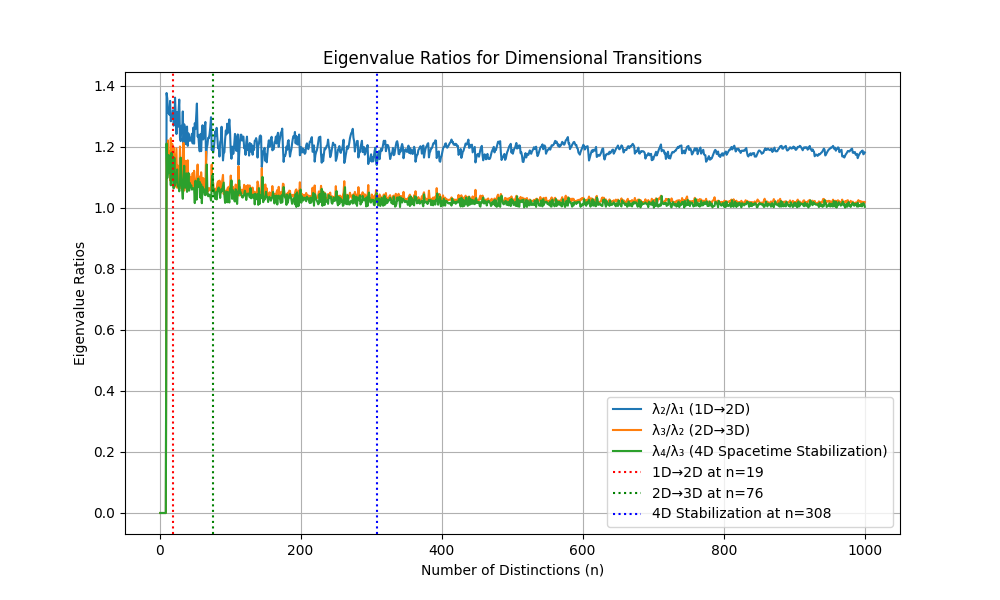 Eigenvalue Ratios for Dimensional Transitions
Eigenvalue Ratios
1.4
1.2
1.0
0.8
0.6
0.4
0.2
0.0
λ₂/λ₁ (1D→2D)
λ₃/λ₂ (2D→3D)
λ₄/λ₃ (4D Spacetime Stabilization)
1D→2D at n=19
2D→3D at n=76
4D Stabilization at n=308
0 200 400 600 800 1000
Number of Distinctions (n)